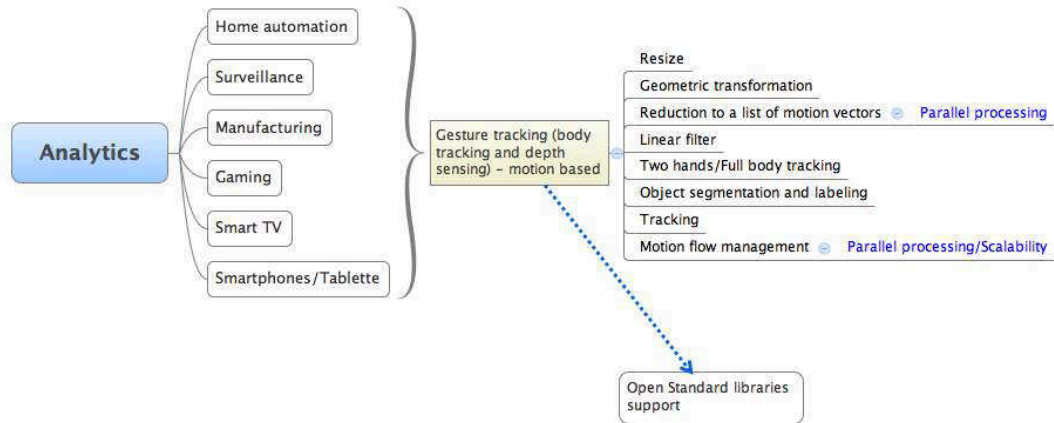 Analytics
Home automation
Surveillance
Manufacturing
Gaming
Smart TV
Smartphones/Tablette
Gesture tracking (body
tracking and depth
sensing) – motion based
Resize
Geometric transformation
Reduction to a list of motion vectors Parallel processing
Linear filter
Two hands/Full body tracking
Object segmentation and labeling
Tracking
Motion flow management Parallel processing/Scalability
Open Standard libraries
support